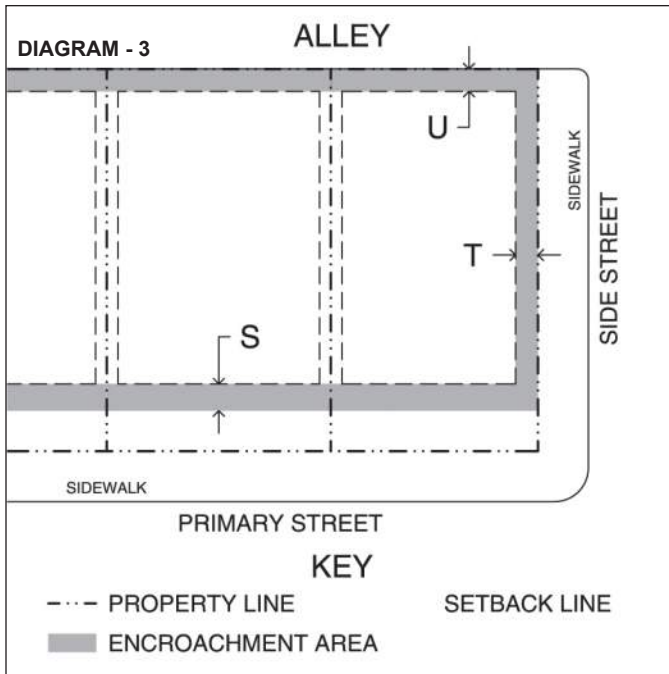 DIAGRAM - 3
ALLEY
U
SIDEWALK
T
SIDE STREET
S
SIDEWALK
PRIMARY STREET
KEY
PROPERTY LINE
SETBACK LINE
ENCROACHMENT AREA